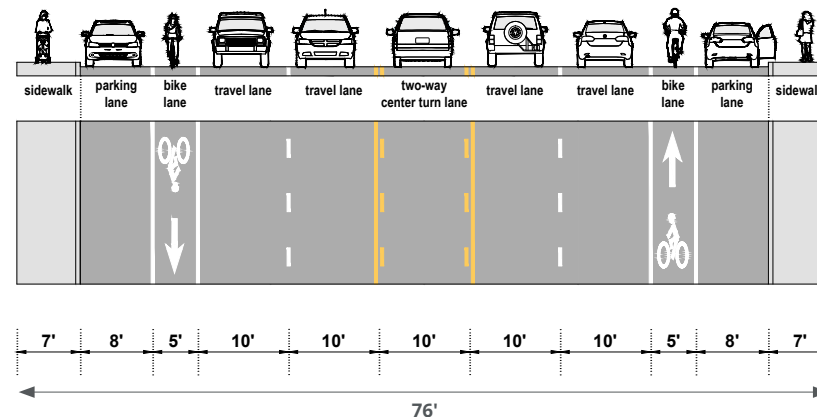 sidewalk
parking
lane
bike
lane
travel lane
travel lane
two-way
center turn lane
travel lane
travel lane
bike
lane
parking
lane
sidewal
7' 8' 5' 10' 10' 10' 10' 10' 5' 8' 7'
76'